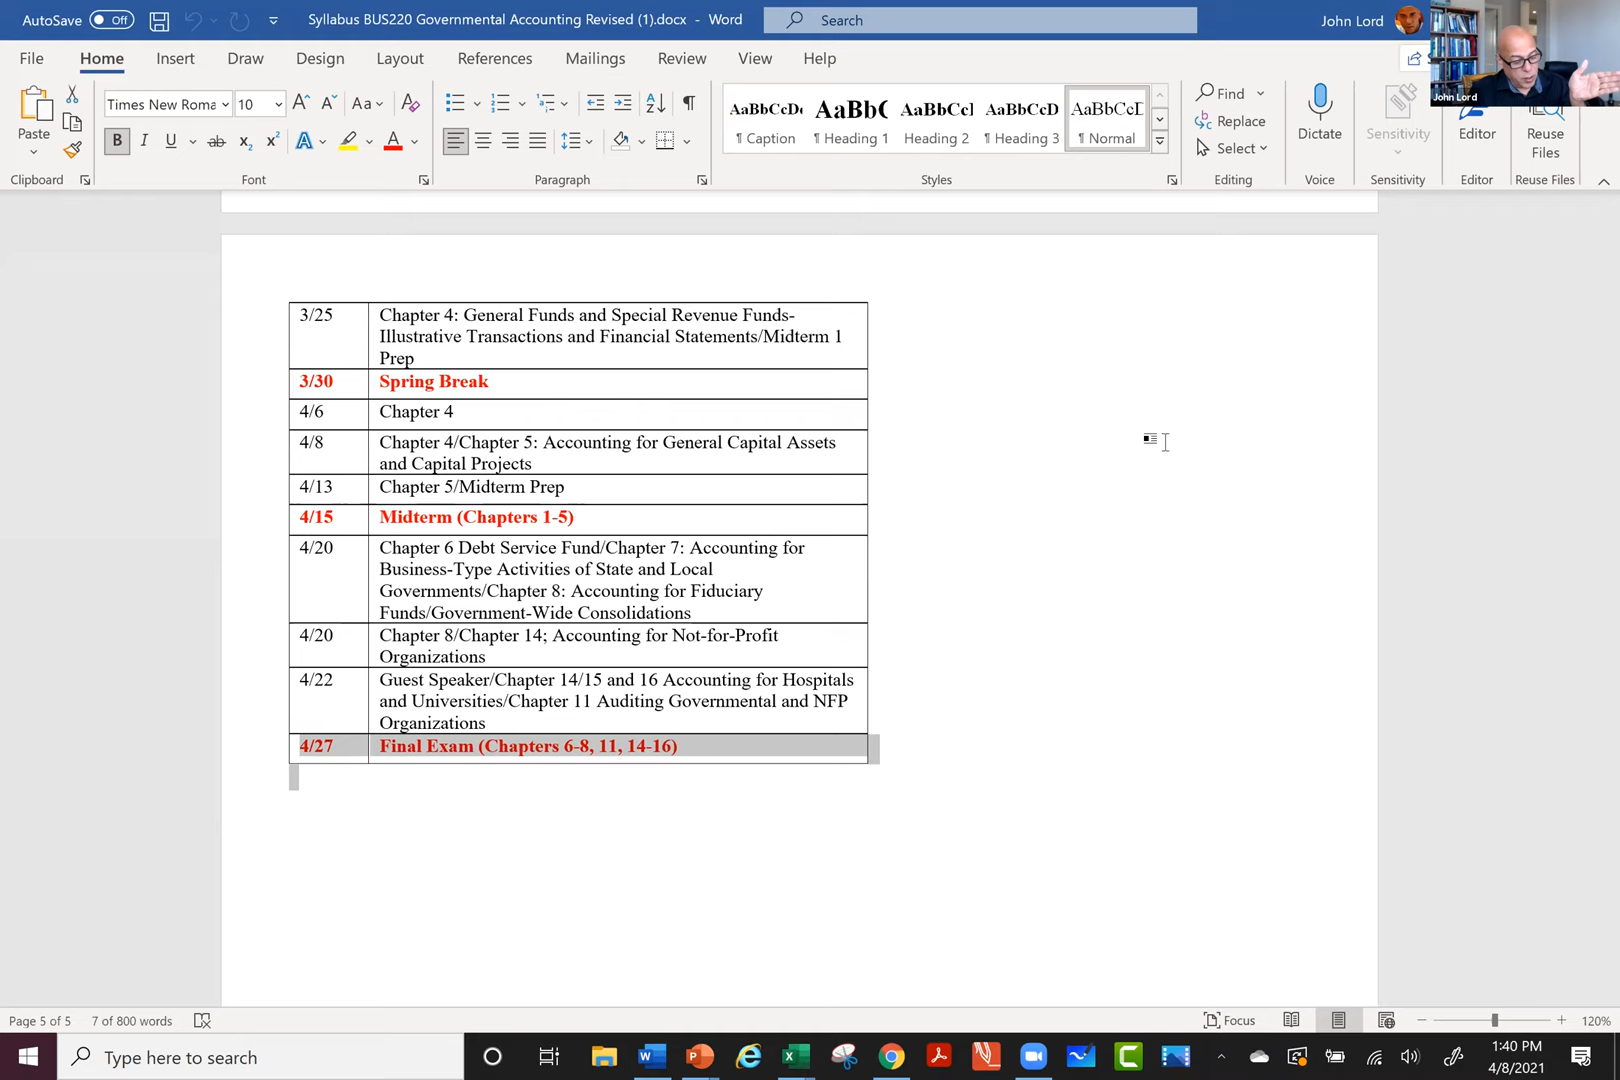 AutoSave Off
Syllabus BUS220 Governmental Accounting Revised (1).docx - Word
Search
John Lord
File Home Insert Draw Design Layout References Mailings Review View Help
John Lord
Paste
Times New Roma 10
Aa
B I U ab x₂ x² A A
AaBbCcDc AaBb( AaBbCcI AaBbCcD AaBbCcL
¶ Caption ¶ Heading 1 Heading 2 ¶ Heading 3 ¶ Normal
Find
Replace
Select
Dictate
Sensitivity
Editor
Reuse Files
Clipboard Font Paragraph Styles Editing Voice Sensitivity Editor Reuse Files
3/25 Chapter 4: General Funds and Special Revenue Funds-
Illustrative Transactions and Financial Statements/Midterm 1
Prep
3/30 Spring Break
4/6 Chapter 4
4/8 Chapter 4/Chapter 5: Accounting for General Capital Assets
and Capital Projects
4/13 Chapter 5/Midterm Prep
4/15 Midterm (Chapters 1-5)
4/20 Chapter 6 Debt Service Fund/Chapter 7: Accounting for
Business-Type Activities of State and Local
Governments/Chapter 8: Accounting for Fiduciary
Funds/Government-Wide Consolidations
4/20 Chapter 8/Chapter 14; Accounting for Not-for-Profit
Organizations
4/22 Guest Speaker/Chapter 14/15 and 16 Accounting for Hospitals
and Universities/Chapter 11 Auditing Governmental and NFP
Organizations
4/27 Final Exam (Chapters 6-8, 11, 14-16)
Page 5 of 5 7 of 800 words
Focus
120%
Type here to search
1:40 PM
4/8/2021